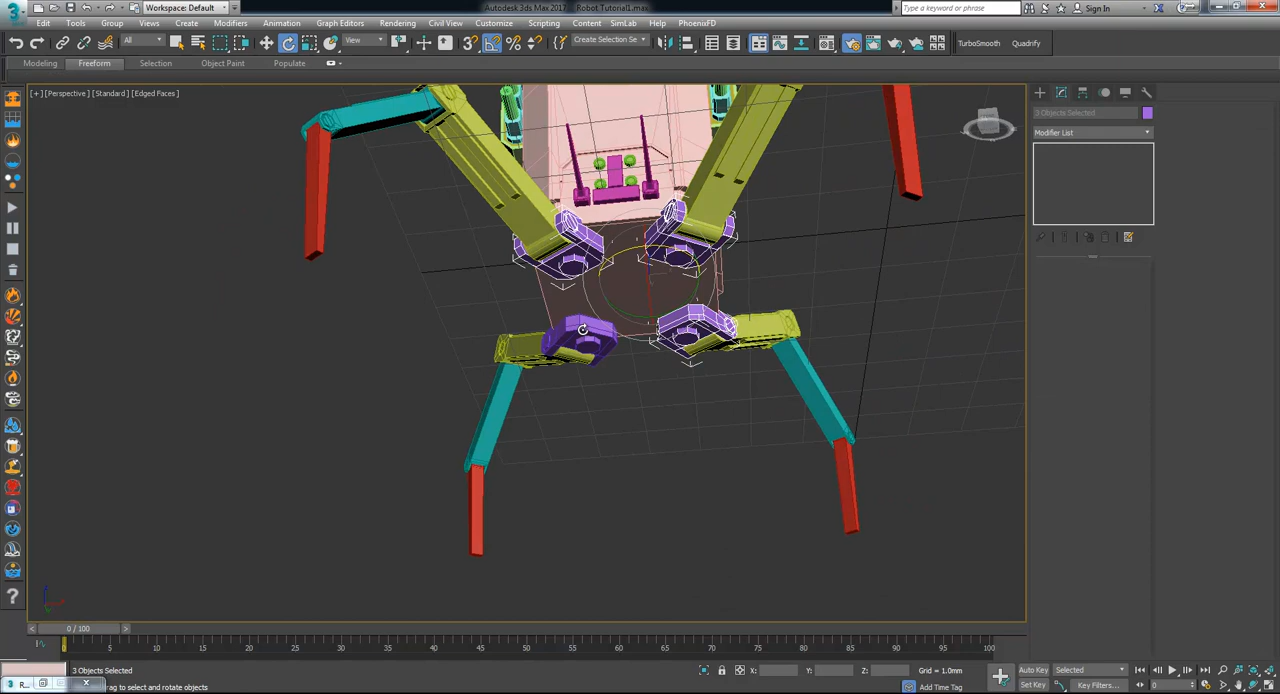 Workspace: Default
Autodesk 3ds Max 2017 Robot Tutorial1.max
Type a keyword or phrase
Sign In
Edit Tools Group Views Create Modifiers Animation Graph Editors Rendering Civil View Customize Scripting Content SimLab Help PhoenixFD
All
View
Create Selection Se
TurboSmooth
Quadrify
Modeling Freeform Selection Object Paint Populate
[+] [Perspective] [Standard] [Edged Faces]
3 Objects Selected
Modifier List
0 / 100
0 5 10 15 20 25 30 35 40 45 50 55 60 65 70 75 80 85 90 95 100
3 Objects Selected
X: Y: Z: Grid = 1.0mm
Auto Key Selected
R...
drag to select and rotate objects
Add Time Tag
Set Key Key Filters...
0